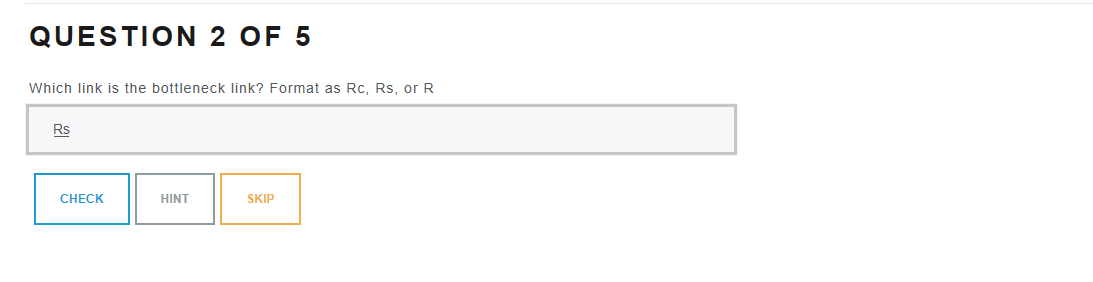 QUESTION 2 OF 5
Which link is the bottleneck link? Format as Rc, Rs, or R
Rs
CHECK HINT SKIP